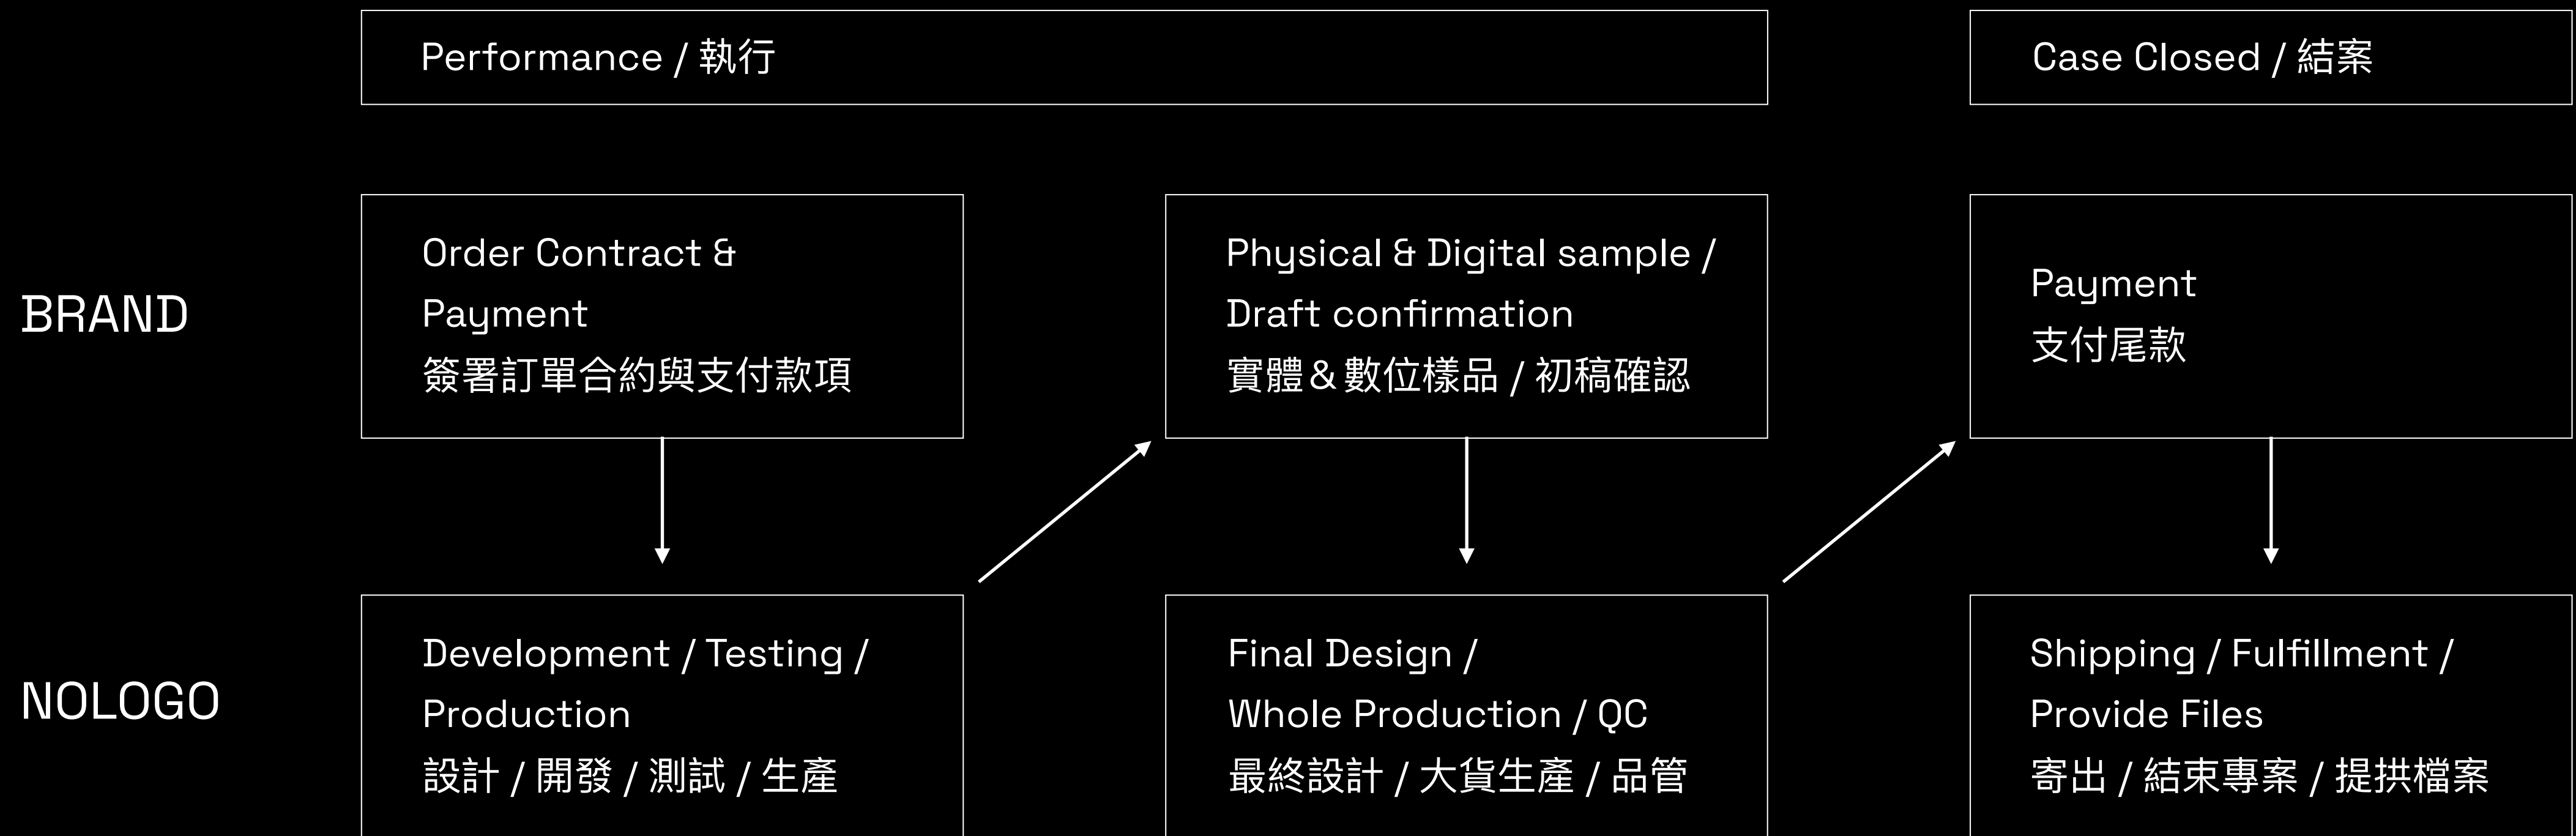 Performance / 執行
Case Closed / 結案
BRAND
Order Contract &
Payment
簽署訂單合約與支付款項
Physical & Digital sample /
Draft confirmation
實體&數位樣品 / 初稿確認
Payment
支付尾款
NOLOGO
Development / Testing /
Production
設計 / 開發 / 測試 / 生產
Final Design /
Whole Production / QC
最終設計 / 大貨生產 / 品管
Shipping / Fulfillment /
Provide Files
寄出 / 結束專案 / 提拱檔案